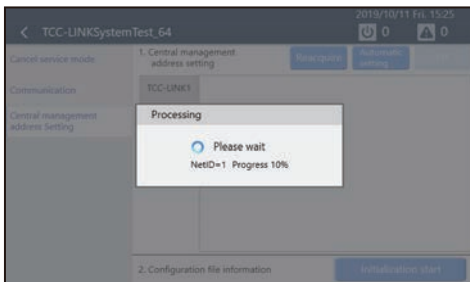 2019/10/11 Fri. 15:25
TCC-LINKSystemTest_64
0
0
Cancel service mode
1. Central management
address setting
Reacquire
Automatic
setting
Communication
TCC-LINK1
Central management
address Setting
Processing
Please wait
NetID=1 Progress 10%
2. Configuration file information
Initialization start